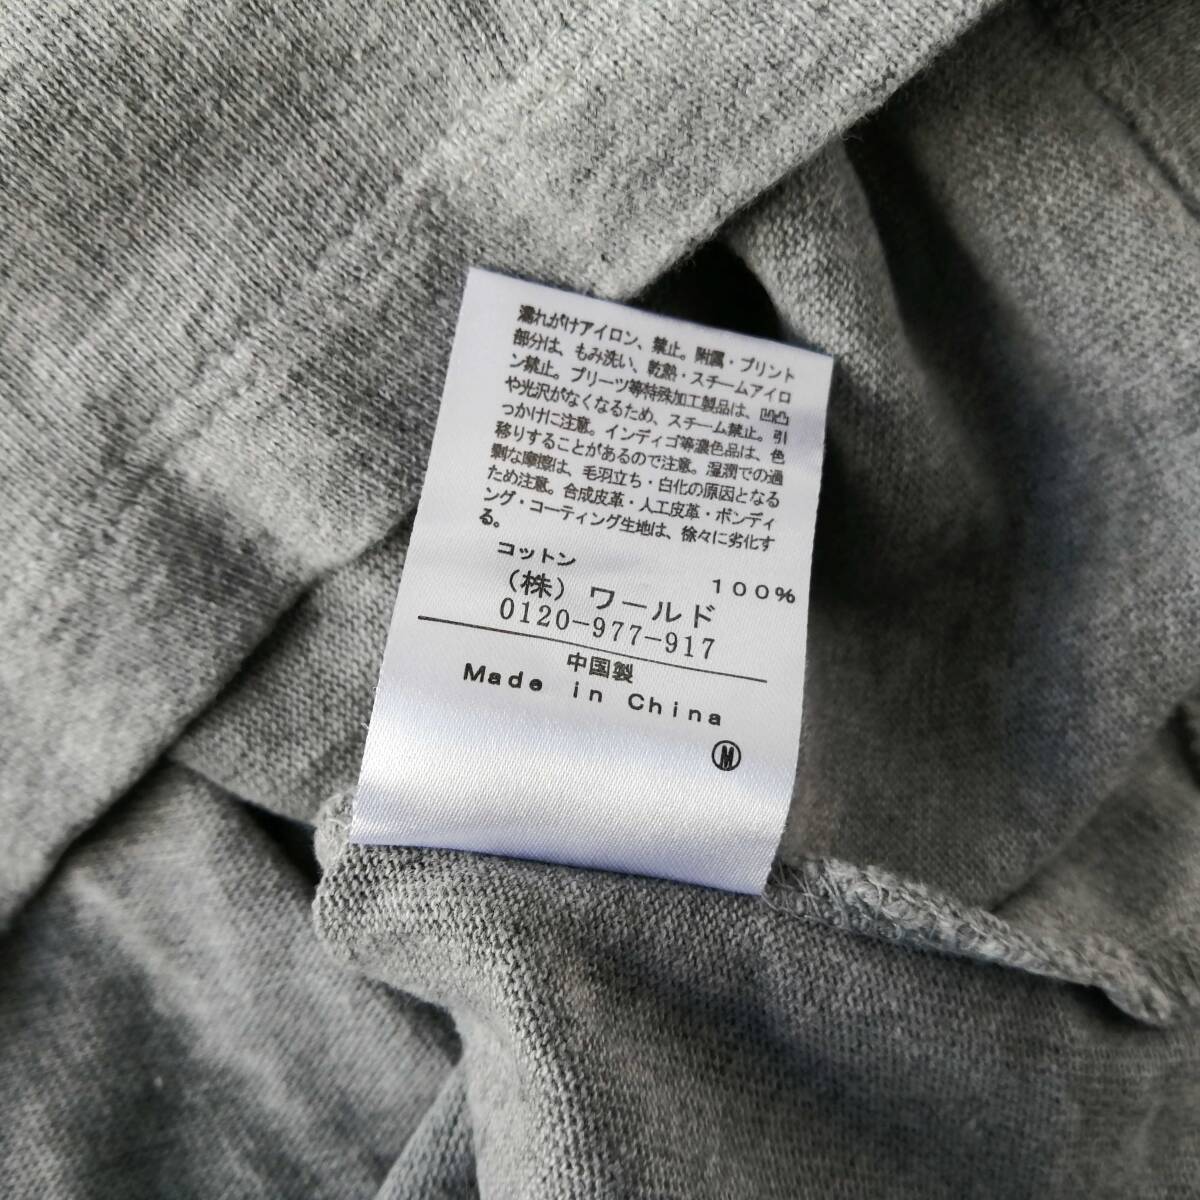 濡れがけアイロン、禁止。附属・プリント
部分は、もみ洗い、乾熱・スチームアイロ
ン禁止。プリーツ等特殊加工製品は、凹凸
や光沢がなくなるため、スチーム禁止。引
っかけに注意。インディゴ等濃色品は、色
移りすることがあるので注意。湿潤での過
剰な摩擦は、毛羽立ち・白化の原因となる
ため注意。合成皮革・人工皮革・ボンディ
ング・コーティング生地は、徐々に劣化す
る。
コットン 100%
(株) ワールド
0120-977-917
中国製
Made in China
Ⓜ